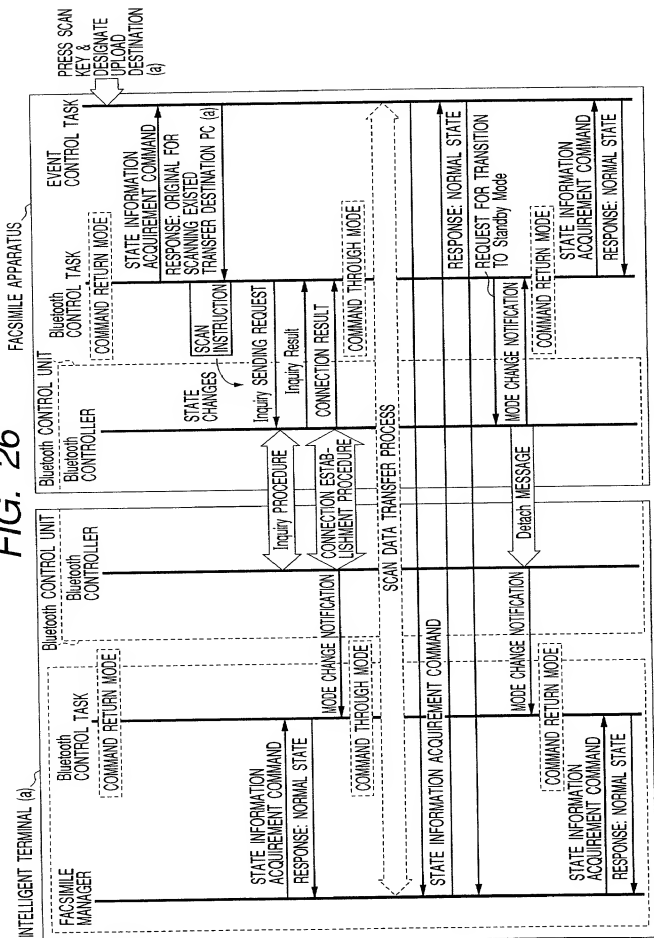 FIG. 26
INTELLIGENT TERMINAL (a)
FACSIMILE APPARATUS
PRESS SCAN
KEY &
DESIGNATE
UPLOAD
DESTINATION
(a)
Bluetooth CONTROL UNIT
Bluetooth CONTROL UNIT
FACSIMILE
MANAGER
Bluetooth
CONTROL TASK
Bluetooth
CONTROLLER
Bluetooth
CONTROLLER
Bluetooth
CONTROL TASK
EVENT
CONTROL TASK
COMMAND RETURN MODE
COMMAND RETURN MODE
STATE INFORMATION
ACQUIREMENT COMMAND
RESPONSE: ORIGINAL FOR
SCANNING EXISTED
TRANSFER DESTINATION PC (a)
STATE
CHANGES
SCAN
INSTRUCTION
Inquiry SENDING REQUEST
STATE INFORMATION
ACQUIREMENT COMMAND
RESPONSE: NORMAL STATE
Inquiry PROCEDURE
Inquiry Result
CONNECTION ESTAB-
LISHMENT PROCEDURE
CONNECTION RESULT
MODE CHANGE NOTIFICATION
COMMAND THROUGH MODE
COMMAND THROUGH MODE
SCAN DATA TRANSFER PROCESS
STATE INFORMATION ACQUIREMENT COMMAND
RESPONSE: NORMAL STATE
REQUEST FOR TRANSITION
TO Standby Mode
MODE CHANGE NOTIFICATION
Detach MESSAGE
MODE CHANGE NOTIFICATION
COMMAND RETURN MODE
COMMAND RETURN MODE
STATE INFORMATION
ACQUIREMENT COMMAND
RESPONSE: NORMAL STATE
STATE INFORMATION
ACQUIREMENT COMMAND
RESPONSE: NORMAL STATE